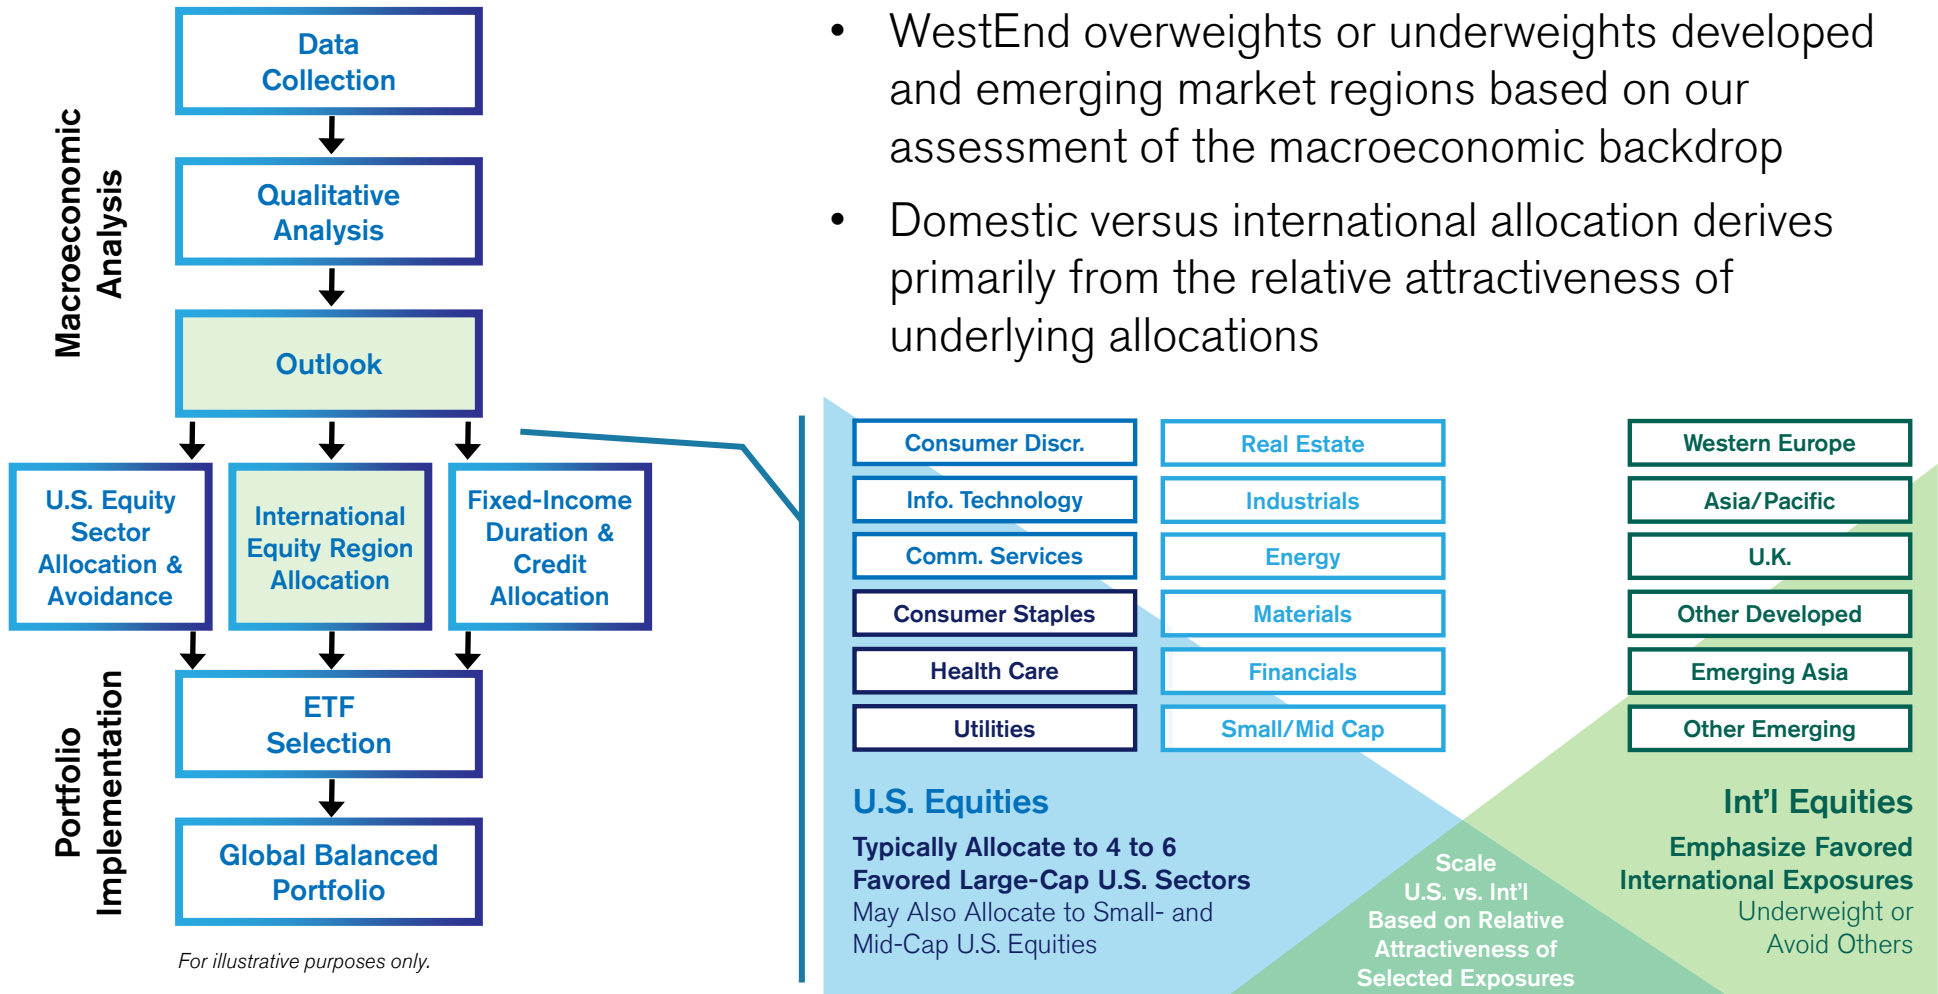 Macroeconomic
Analysis
Data
Collection
Qualitative
Analysis
Outlook
U.S. Equity
Sector
Allocation &
Avoidance
International
Equity Region
Allocation
Fixed-Income
Duration &
Credit
Allocation
Portfolio
Implementation
ETF
Selection
Global Balanced
Portfolio
For illustrative purposes only.
• WestEnd overweights or underweights developed
and emerging market regions based on our
assessment of the macroeconomic backdrop
• Domestic versus international allocation derives
primarily from the relative attractiveness of
underlying allocations
Consumer Discr.
Info. Technology
Comm. Services
Consumer Staples
Health Care
Utilities
Real Estate
Industrials
Energy
Materials
Financials
Small/Mid Cap
Western Europe
Asia/Pacific
U.K.
Other Developed
Emerging Asia
Other Emerging
U.S. Equities
Typically Allocate to 4 to 6
Favored Large-Cap U.S. Sectors
May Also Allocate to Small- and
Mid-Cap U.S. Equities
Scale
U.S. vs. Int'l
Based on Relative
Attractiveness of
Selected Exposures
Int'l Equities
Emphasize Favored
International Exposures
Underweight or
Avoid Others